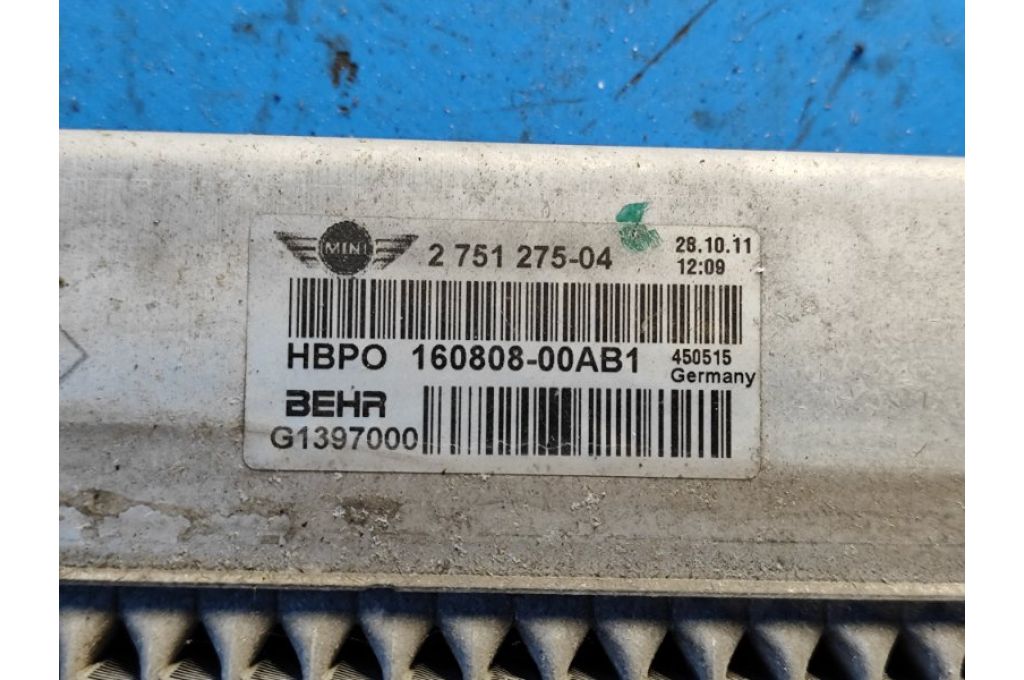 MINI 2 751 275-04 28.10.11
12:09
HBPO 160808-00AB1 450515
Germany
BEHR
G1397000